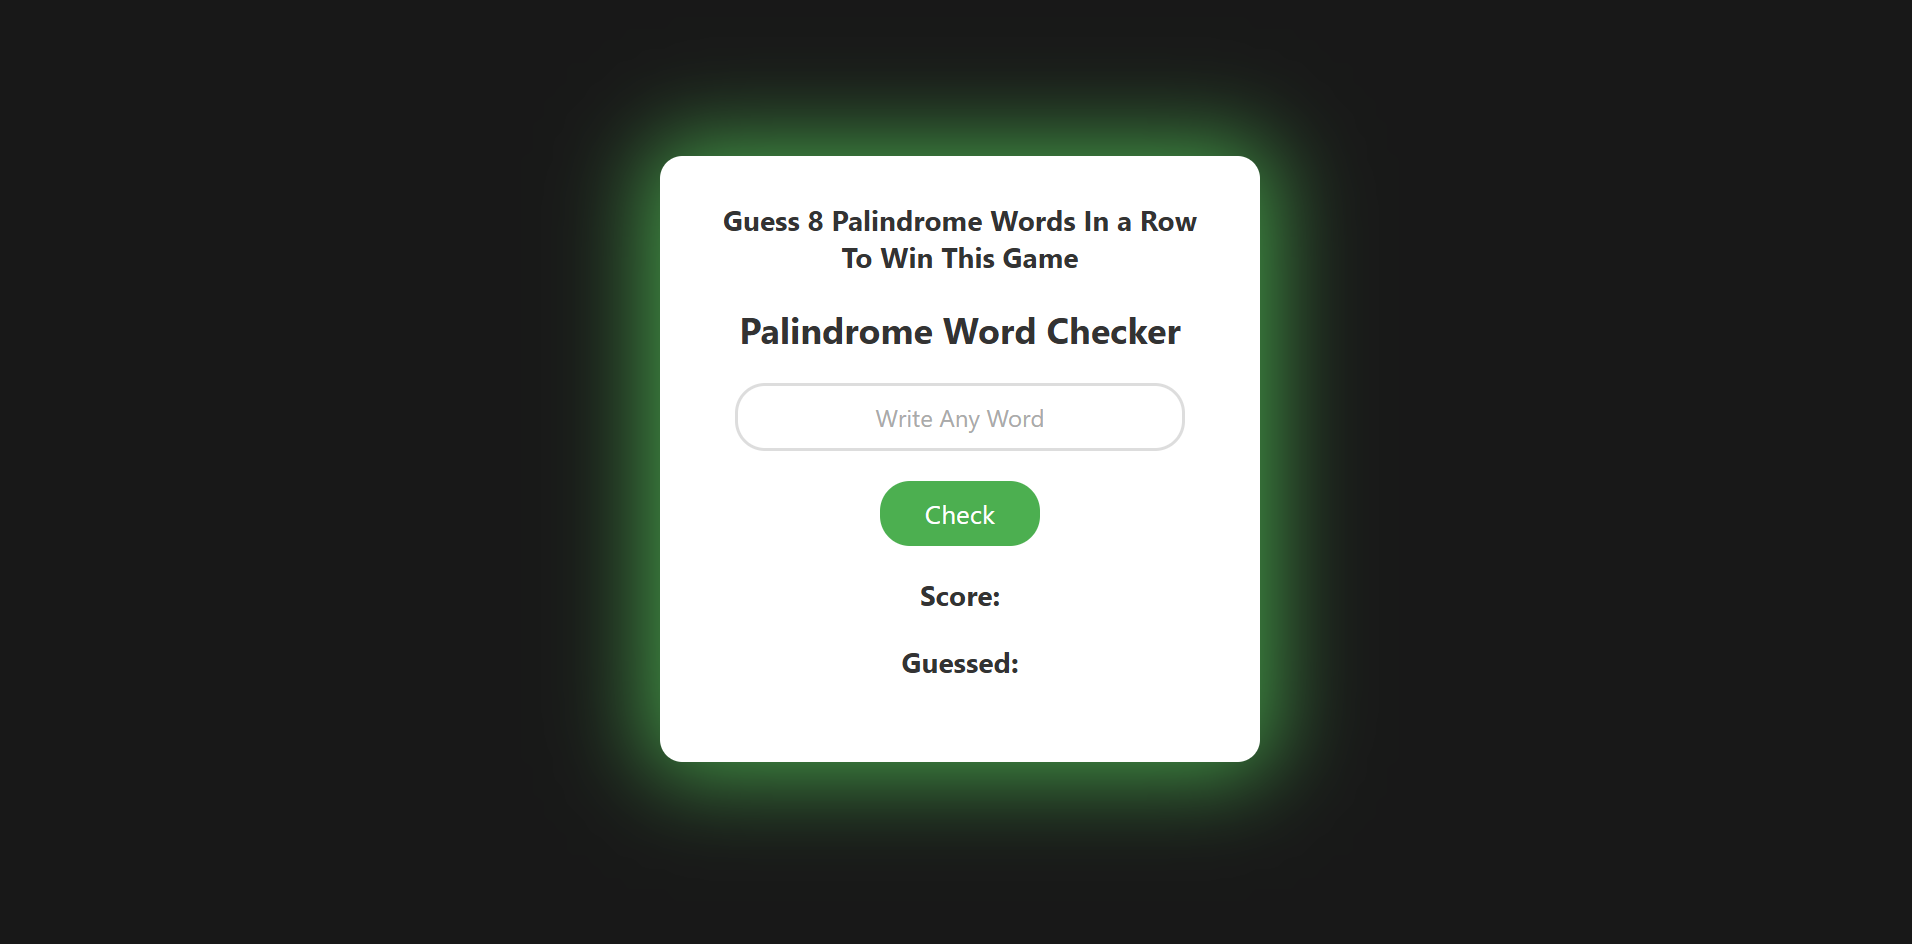 Guess 8 Palindrome Words In a Row
To Win This Game
Palindrome Word Checker
Write Any Word
Check
Score:
Guessed: